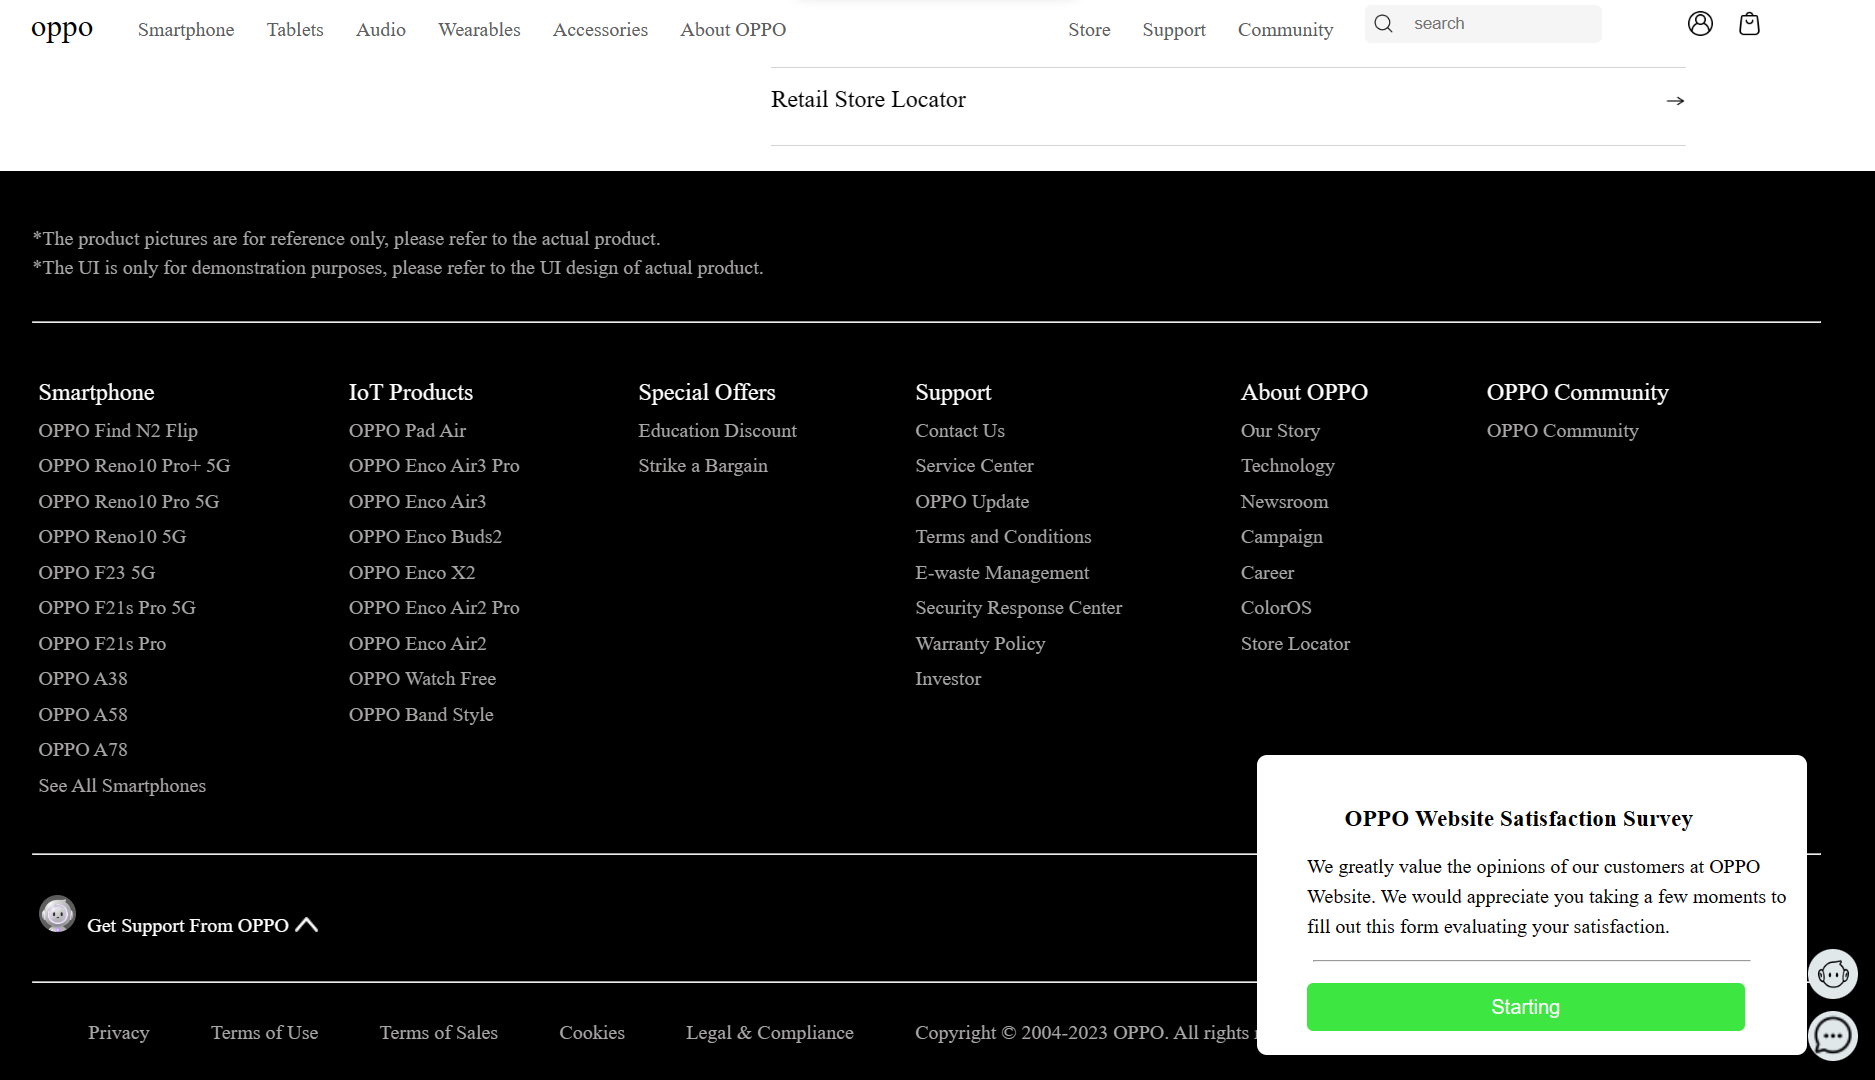 oppo
Smartphone Tablets Audio Wearables Accessories About OPPO Store Support Community search
Retail Store Locator
*The product pictures are for reference only, please refer to the actual product.
*The UI is only for demonstration purposes, please refer to the UI design of actual product.
Smartphone
OPPO Find N2 Flip
OPPO Reno10 Pro+ 5G
OPPO Reno10 Pro 5G
OPPO Reno10 5G
OPPO F23 5G
OPPO F21s Pro 5G
OPPO F21s Pro
OPPO A38
OPPO A58
OPPO A78
See All Smartphones
IoT Products
OPPO Pad Air
OPPO Enco Air3 Pro
OPPO Enco Air3
OPPO Enco Buds2
OPPO Enco X2
OPPO Enco Air2 Pro
OPPO Enco Air2
OPPO Watch Free
OPPO Band Style
Special Offers
Education Discount
Strike a Bargain
Support
Contact Us
Service Center
OPPO Update
Terms and Conditions
E-waste Management
Security Response Center
Warranty Policy
Investor
About OPPO
Our Story
Technology
Newsroom
Campaign
Career
ColorOS
Store Locator
OPPO Community
OPPO Community
Get Support From OPPO
OPPO Website Satisfaction Survey
We greatly value the opinions of our customers at OPPO
Website. We would appreciate you taking a few moments to
fill out this form evaluating your satisfaction.
Starting
Privacy Terms of Use Terms of Sales Cookies Legal & Compliance Copyright © 2004-2023 OPPO. All rights